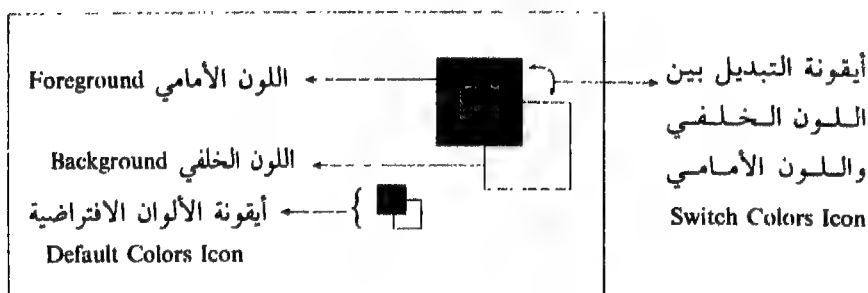 أيقونة التبديل بين
اللون الخلفي
واللون الأمامي
Switch Colors Icon
اللون الأمامي Foreground
اللون الخلفي Background
أيقونة الألوان الافتراضية
Default Colors Icon